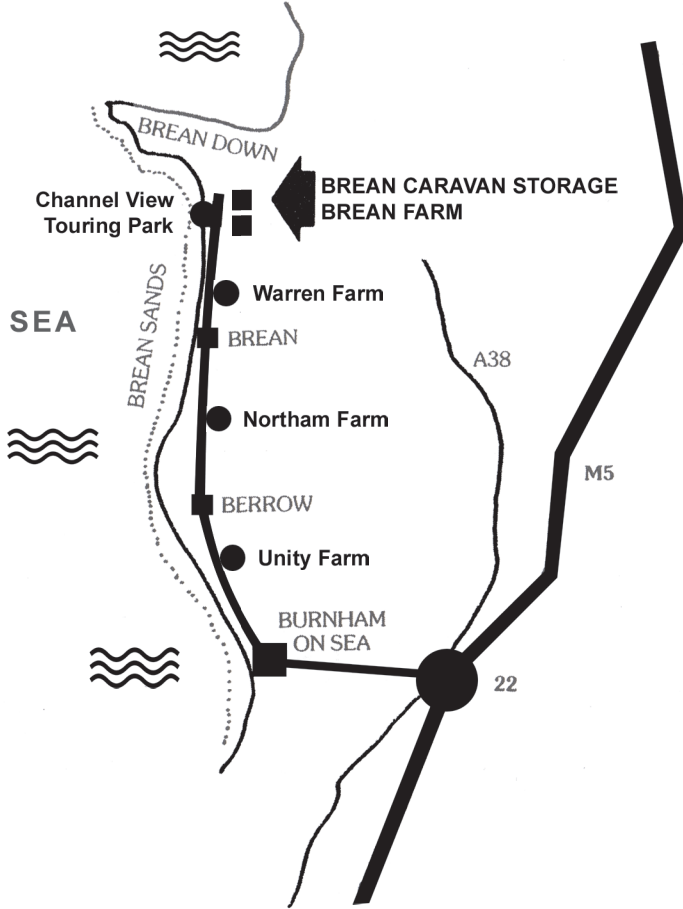 BREAN DOWN
BREAN CARAVAN STORAGE
BREAN FARM
Channel View
Touring Park
Warren Farm
SEA
BREAN SANDS
BREAN
A38
Northam Farm
M5
BERROW
Unity Farm
BURNHAM
ON SEA
22